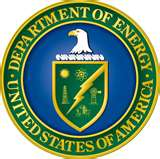 DEPARTMENT OF ENERGY
UNITED STATES OF AMERICA